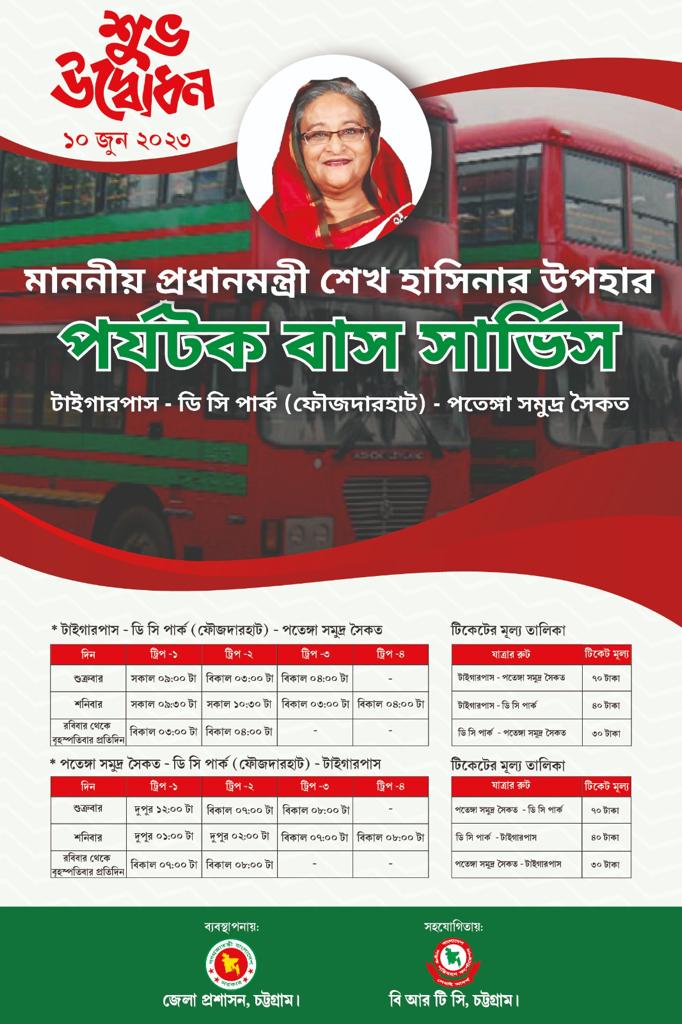 শুভ
উদ্বোধন
১০ জুন ২০২৩
মাননীয় প্রধানমন্ত্রী শেখ হাসিনার উপহার
পর্যটক বাস সার্ভিস
টাইগারপাস - ডি সি পার্ক (ফৌজদারহাট) - পতেঙ্গা সমুদ্র সৈকত
ASHOK LEYLAND
* টাইগারপাস - ডি সি পার্ক (ফৌজদারহাট) - পতেঙ্গা সমুদ্র সৈকত
দিন ট্রিপ -১ ট্রিপ -২ ট্রিপ -৩ ট্রিপ -৪
শুক্রবার সকাল ০৯:০০ টা বিকাল ০৩:০০ টা বিকাল ০৪:০০ টা -
শনিবার সকাল ০৯:৩০ টা সকাল ১০:৩০ টা বিকাল ০৩:০০ টা বিকাল ০৪:০০ টা
রবিবার থেকে
বৃহস্পতিবার প্রতিদিন বিকাল ০৩:০০ টা বিকাল ০৪:০০ টা - -
টিকেটের মূল্য তালিকা
যাত্রার রুট টিকেট মূল্য
টাইগারপাস - পতেঙ্গা সমুদ্র সৈকত ৭০ টাকা
টাইগারপাস - ডি সি পার্ক ৪০ টাকা
ডি সি পার্ক - পতেঙ্গা সমুদ্র সৈকত ৩০ টাকা
* পতেঙ্গা সমুদ্র সৈকত - ডি সি পার্ক (ফৌজদারহাট) - টাইগারপাস
দিন ট্রিপ -১ ট্রিপ -২ ট্রিপ -৩ ট্রিপ -৪
শুক্রবার দুপুর ১২:০০ টা বিকাল ০৭:০০ টা বিকাল ০৮:০০ টা -
শনিবার দুপুর ০১:০০ টা দুপুর ০২:০০ টা বিকাল ০৭:০০ টা বিকাল ০৮:০০ টা
রবিবার থেকে
বৃহস্পতিবার প্রতিদিন বিকাল ০৭:০০ টা বিকাল ০৮:০০ টা - -
টিকেটের মূল্য তালিকা
যাত্রার রুট টিকেট মূল্য
পতেঙ্গা সমুদ্র সৈকত - ডি সি পার্ক ৭০ টাকা
ডি সি পার্ক -টাইগারপাস ৪০ টাকা
পতেঙ্গা সমুদ্র সৈকত -টাইগারপাস ৩০ টাকা
ব্যবস্থাপনায়:
জেলা প্রশাসন, চট্টগ্রাম।
সহযোগিতায়:
বি আর টি সি, চট্টগ্রাম।